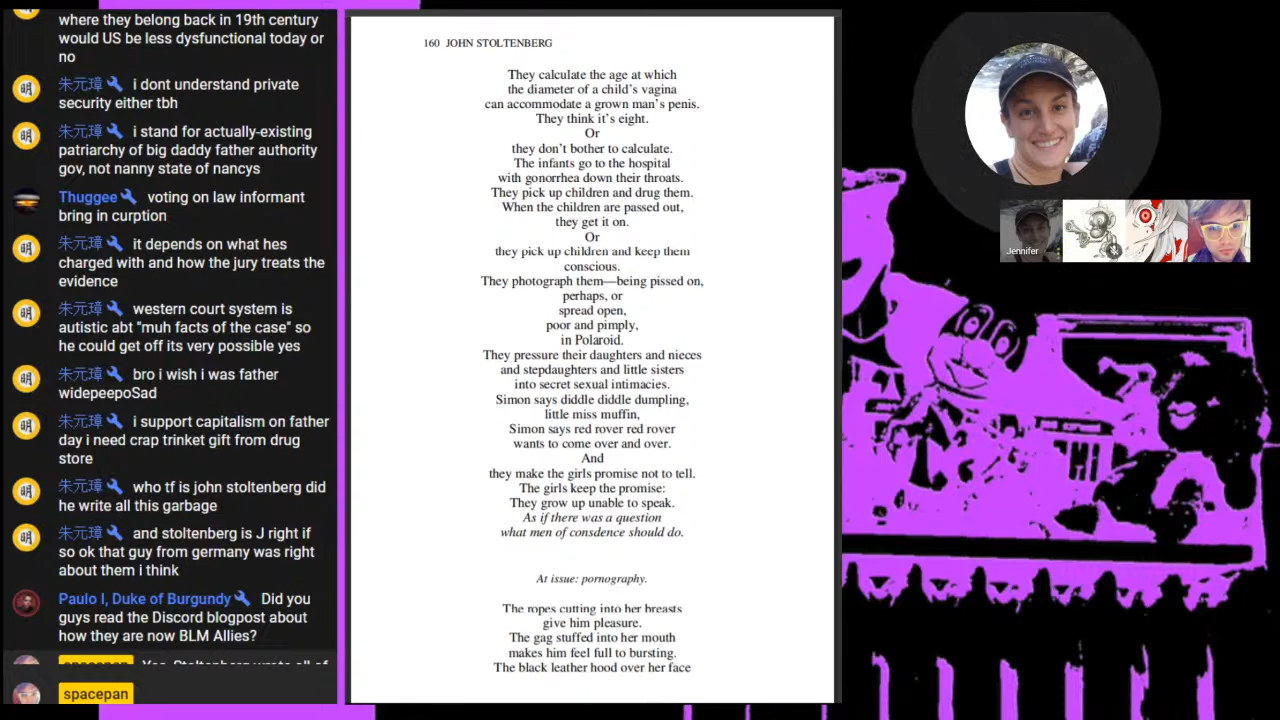 where they belong back in 19th century
would US be less dysfunctional today or
no
朱元璋 i dont understand private
security either tbh
朱元璋 i stand for actually-existing
patriarchy of big daddy father authority
gov, not nanny state of nancys
Thuggee voting on law informant
bring in curption
朱元璋 it depends on what hes
charged with and how the jury treats the
evidence
朱元璋 western court system is
autistic abt "muh facts of the case" so
he could get off its very possible yes
朱元璋 bro i wish i was father
widepeepoSad
朱元璋 i support capitalism on father
day i need crap trinket gift from drug
store
朱元璋 who tf is john stoltenberg did
he write all this garbage
朱元璋 and stoltenberg is J right if
so ok that guy from germany was right
about them i think
Paulo I, Duke of Burgundy Did you
guys read the Discord blogpost about
how they are now BLM Allies?
spacepan Yes, Stoltenberg wrote all of
spacepan
160 JOHN STOLTENBERG
They calculate the age at which
the diameter of a child's vagina
can accommodate a grown man's penis.
They think it's eight.
Or
they don't bother to calculate.
The infants go to the hospital
with gonorrhea down their throats.
They pick up children and drug them.
When the children are passed out,
they get it on.
Or
they pick up children and keep them
conscious.
They photograph them—being pissed on,
perhaps, or
spread open,
poor and pimply,
in Polaroid.
They pressure their daughters and nieces
and stepdaughters and little sisters
into secret sexual intimacies.
Simon says diddle diddle dumpling,
little miss muffin,
Simon says red rover red rover
wants to come over and over.
And
they make the girls promise not to tell.
The girls keep the promise:
They grow up unable to speak.
As if there was a question
what men of consdence should do.
At issue: pornography.
The ropes cutting into her breasts
give him pleasure.
The gag stuffed into her mouth
makes him feel full to bursting.
The black leather hood over her face
Jennifer